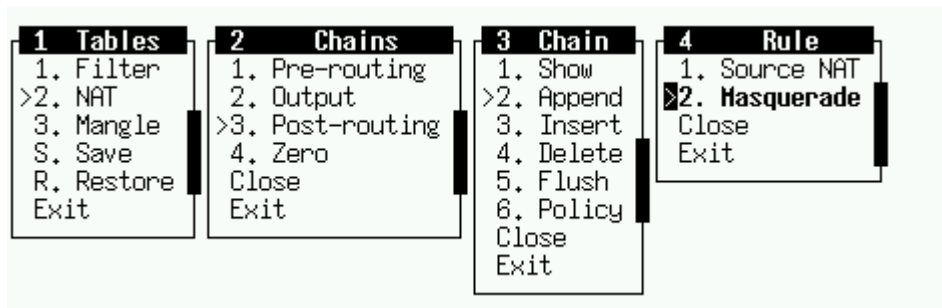 1 Tables
1. Filter
>2. NAT
3. Mangle
S. Save
R. Restore
Exit
2 Chains
1. Pre-routing
2. Output
>3. Post-routing
4. Zero
Close
Exit
3 Chain
1. Show
>2. Append
3. Insert
4. Delete
5. Flush
6. Policy
Close
Exit
4 Rule
1. Source NAT
>2. Masquerade
Close
Exit